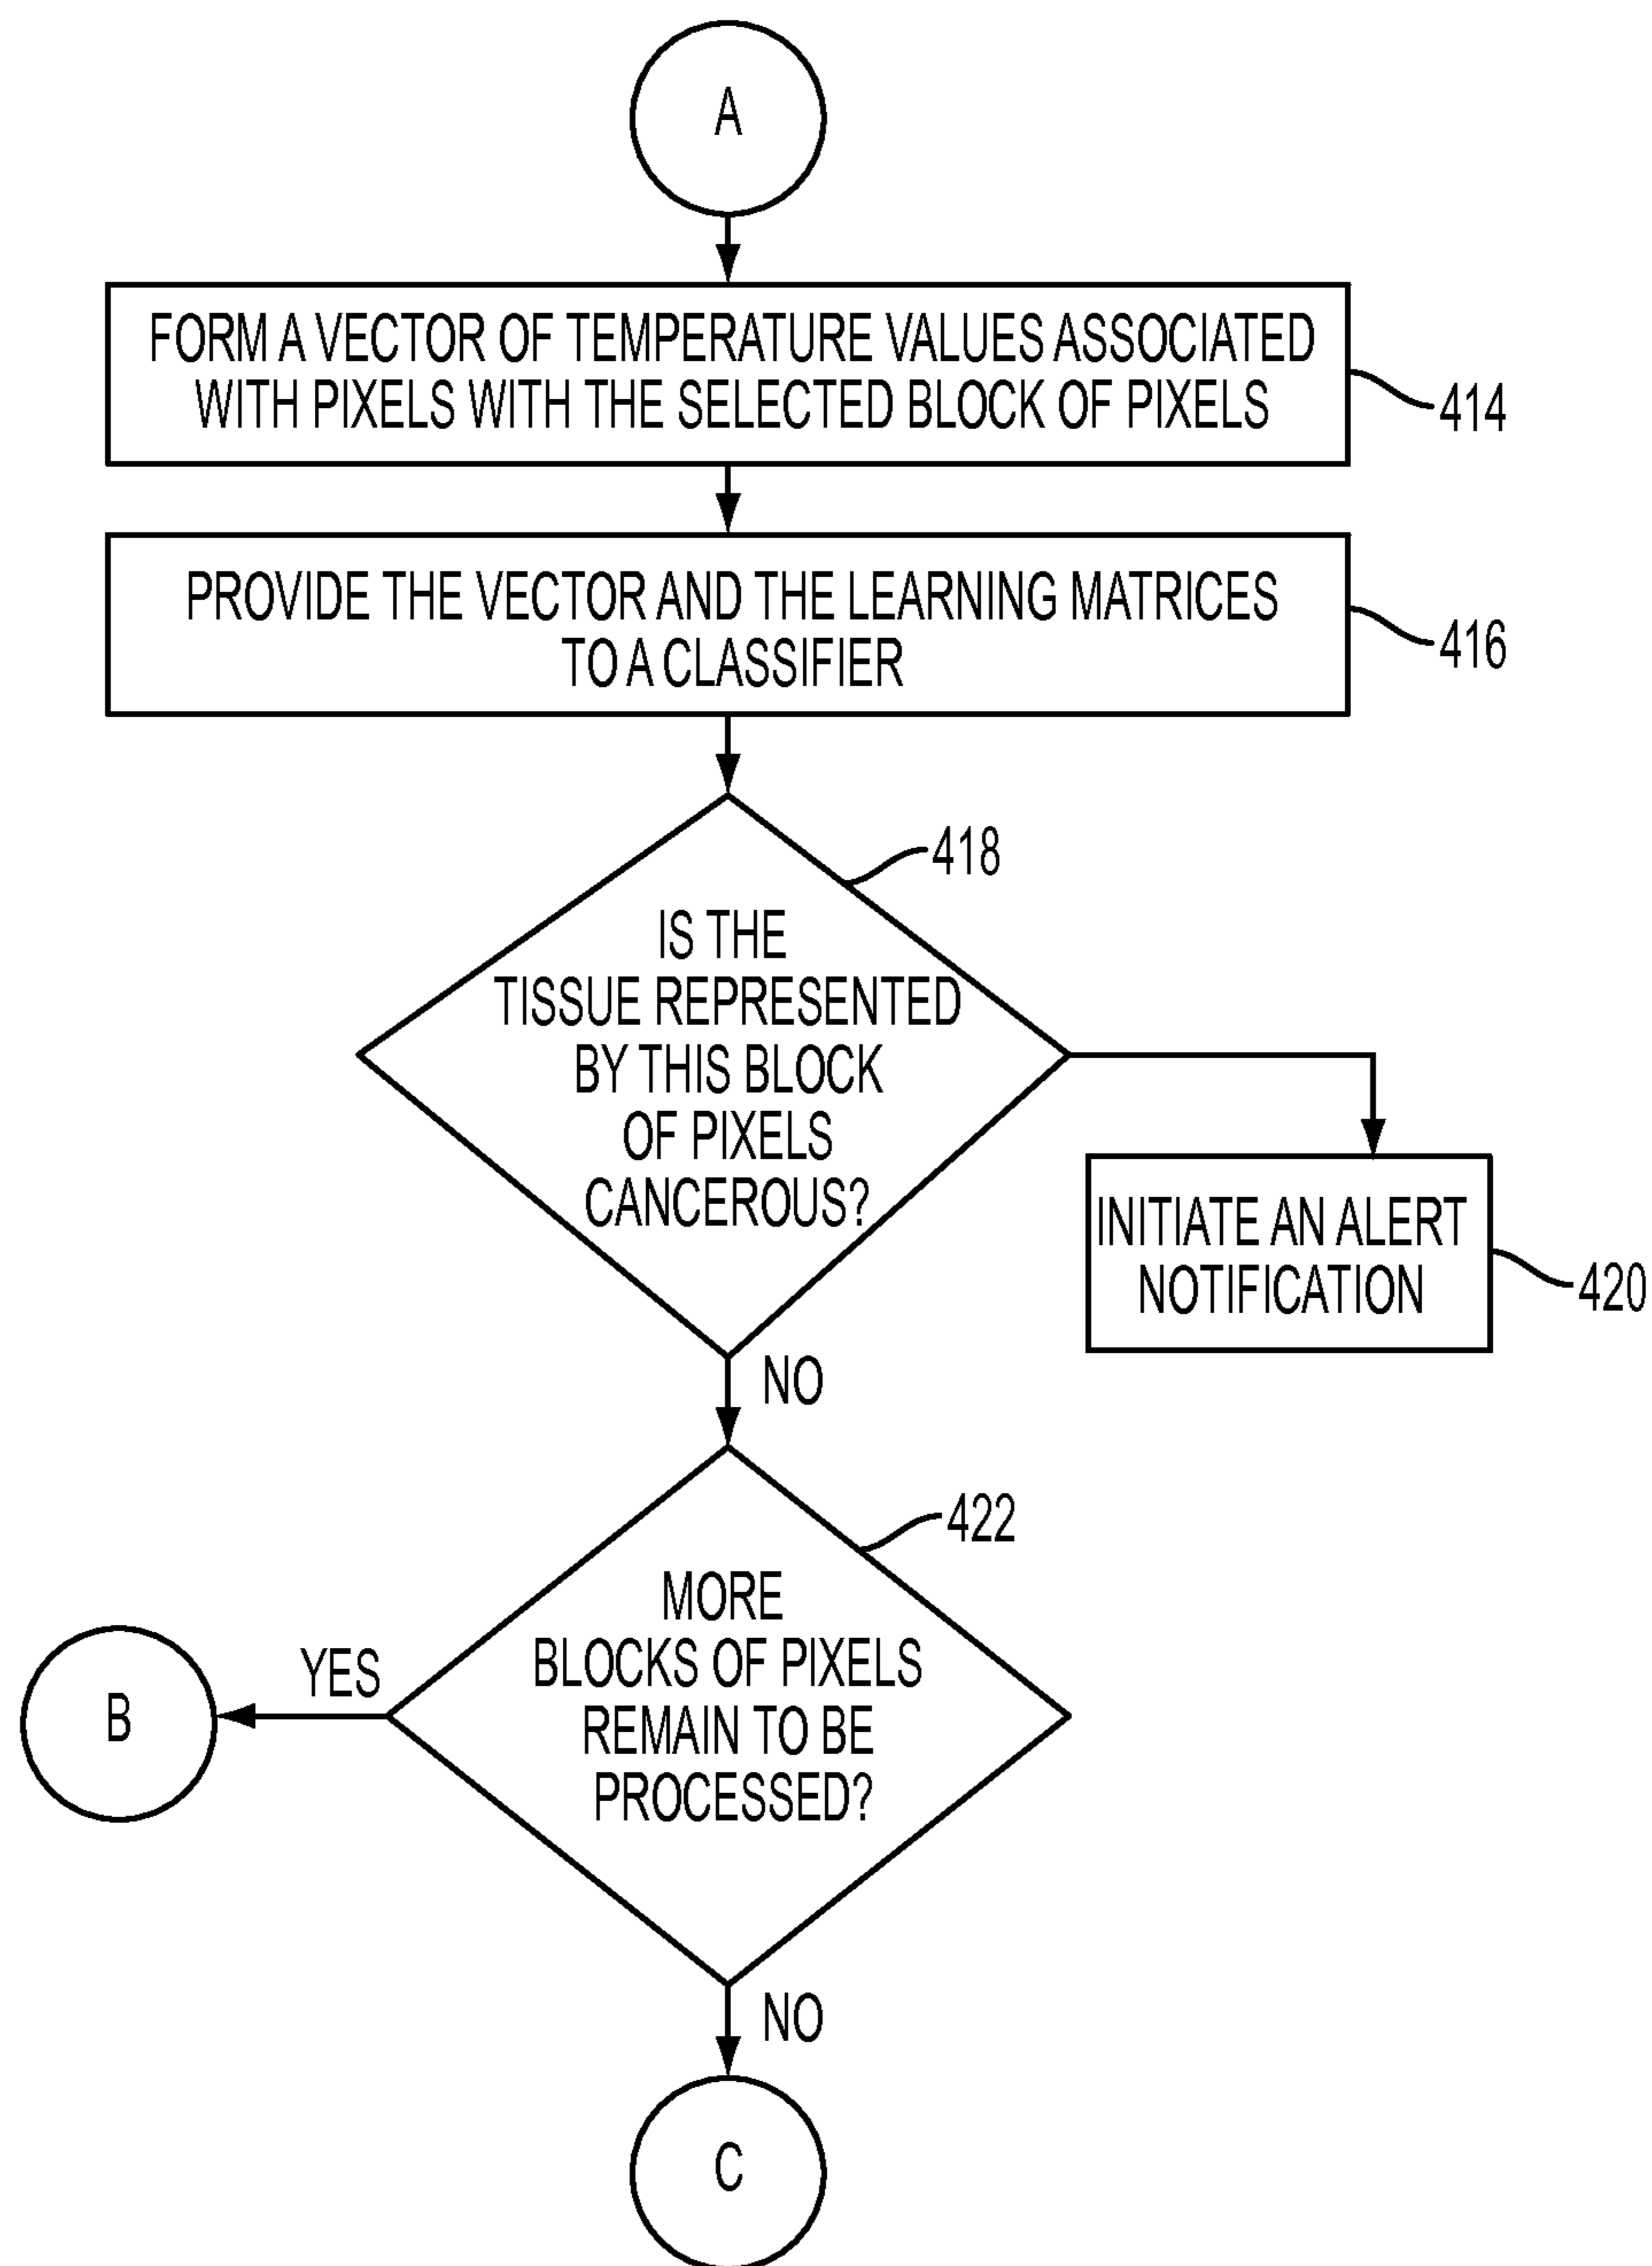 A
FORM A VECTOR OF TEMPERATURE VALUES ASSOCIATED
WITH PIXELS WITH THE SELECTED BLOCK OF PIXELS
414
PROVIDE THE VECTOR AND THE LEARNING MATRICES
TO A CLASSIFIER
416
418
IS THE
TISSUE REPRESENTED
BY THIS BLOCK
OF PIXELS
CANCEROUS?
INITIATE AN ALERT
NOTIFICATION
420
NO
422
MORE
BLOCKS OF PIXELS
REMAIN TO BE
PROCESSED?
YES
B
NO
C